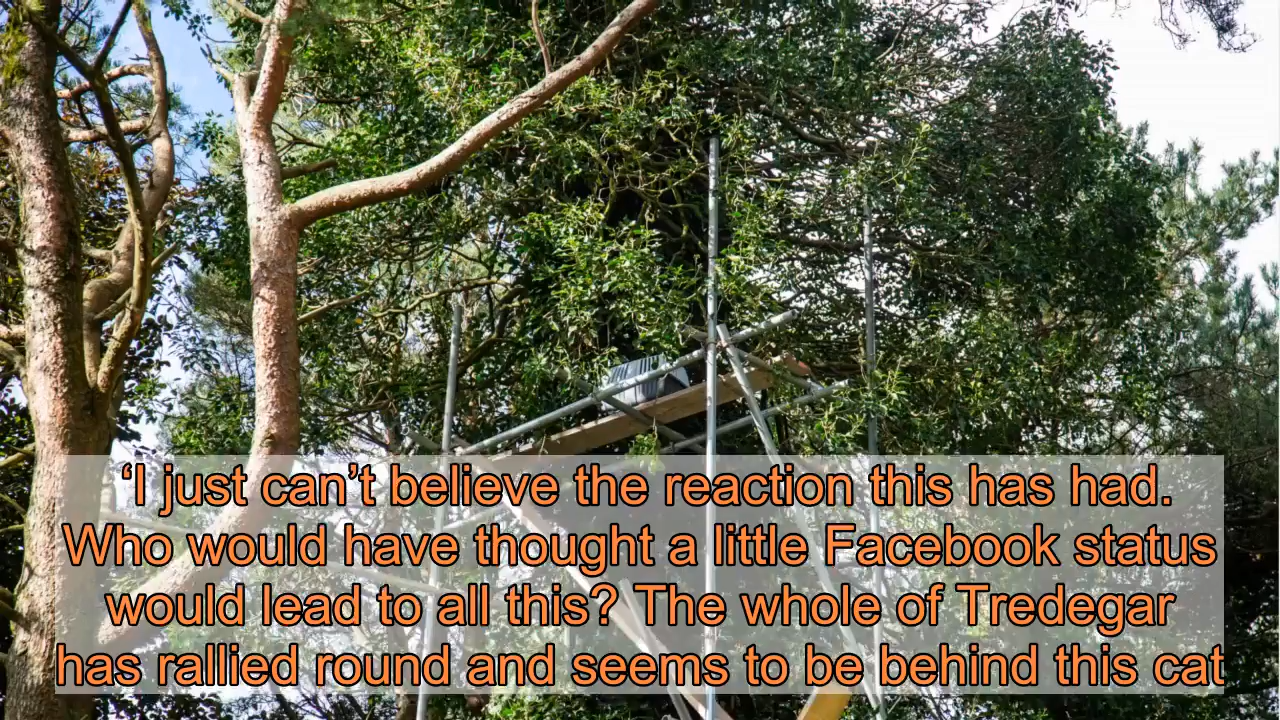 ‘I just can’t believe the reaction this has had.
Who would have thought a little Facebook status
would lead to all this? The whole of Tredegar
has rallied round and seems to be behind this cat